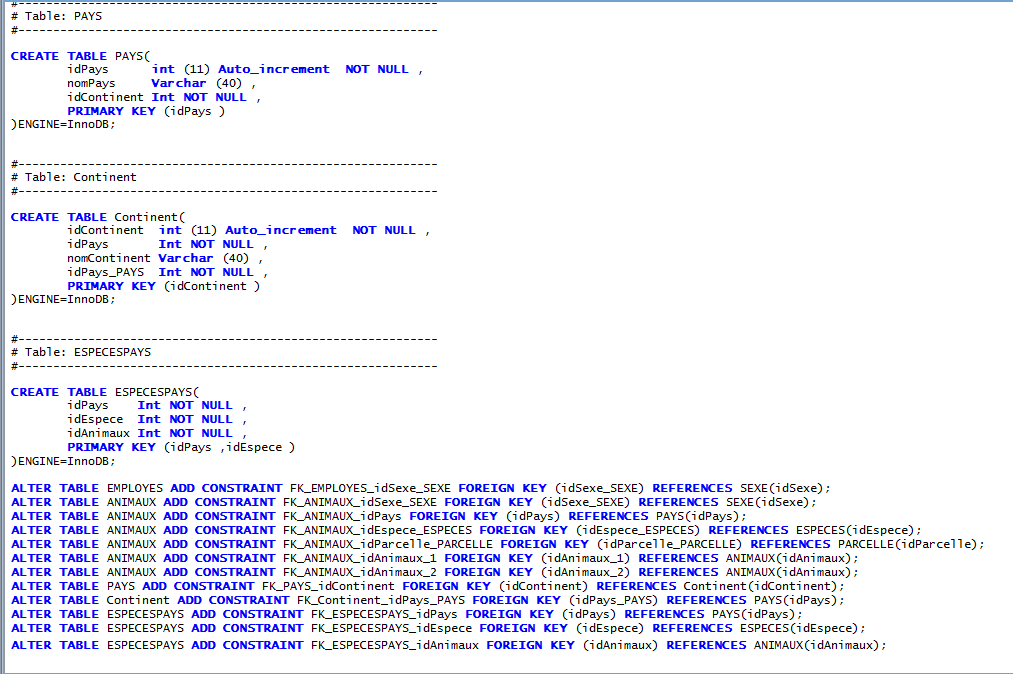 #------------------------------------------------------------
# Table: PAYS
#------------------------------------------------------------
CREATE TABLE PAYS(
idPays int (11) Auto_increment NOT NULL ,
nomPays Varchar (40) ,
idContinent Int NOT NULL ,
PRIMARY KEY (idPays )
)ENGINE=InnoDB;
#------------------------------------------------------------
# Table: Continent
#------------------------------------------------------------
CREATE TABLE Continent(
idContinent int (11) Auto_increment NOT NULL ,
idPays Int NOT NULL ,
nomContinent Varchar (40) ,
idPays_PAYS Int NOT NULL ,
PRIMARY KEY (idContinent )
)ENGINE=InnoDB;
#------------------------------------------------------------
# Table: ESPECESPAYS
#------------------------------------------------------------
CREATE TABLE ESPECESPAYS(
idPays Int NOT NULL ,
idEspece Int NOT NULL ,
idAnimaux Int NOT NULL ,
PRIMARY KEY (idPays ,idEspece )
)ENGINE=InnoDB;
ALTER TABLE EMPLOYES ADD CONSTRAINT FK_EMPLOYES_idSexe_SEXE FOREIGN KEY (idSexe_SEXE) REFERENCES SEXE(idSexe);
ALTER TABLE ANIMAUX ADD CONSTRAINT FK_ANIMAUX_idSexe_SEXE FOREIGN KEY (idSexe_SEXE) REFERENCES SEXE(idSexe);
ALTER TABLE ANIMAUX ADD CONSTRAINT FK_ANIMAUX_idPays FOREIGN KEY (idPays) REFERENCES PAYS(idPays);
ALTER TABLE ANIMAUX ADD CONSTRAINT FK_ANIMAUX_idEspece_ESPECES FOREIGN KEY (idEspece_ESPECES) REFERENCES ESPECES(idEspece);
ALTER TABLE ANIMAUX ADD CONSTRAINT FK_ANIMAUX_idParcelle_PARCELLE FOREIGN KEY (idParcelle_PARCELLE) REFERENCES PARCELLE(idParcelle);
ALTER TABLE ANIMAUX ADD CONSTRAINT FK_ANIMAUX_idAnimaux_1 FOREIGN KEY (idAnimaux_1) REFERENCES ANIMAUX(idAnimaux);
ALTER TABLE ANIMAUX ADD CONSTRAINT FK_ANIMAUX_idAnimaux_2 FOREIGN KEY (idAnimaux_2) REFERENCES ANIMAUX(idAnimaux);
ALTER TABLE PAYS ADD CONSTRAINT FK_PAYS_idContinent FOREIGN KEY (idContinent) REFERENCES Continent(idContinent);
ALTER TABLE Continent ADD CONSTRAINT FK_Continent_idPays_PAYS FOREIGN KEY (idPays_PAYS) REFERENCES PAYS(idPays);
ALTER TABLE ESPECESPAYS ADD CONSTRAINT FK_ESPECESPAYS_idPays FOREIGN KEY (idPays) REFERENCES PAYS(idPays);
ALTER TABLE ESPECESPAYS ADD CONSTRAINT FK_ESPECESPAYS_idEspece FOREIGN KEY (idEspece) REFERENCES ESPECES(idEspece);
ALTER TABLE ESPECESPAYS ADD CONSTRAINT FK_ESPECESPAYS_idAnimaux FOREIGN KEY (idAnimaux) REFERENCES ANIMAUX(idAnimaux);